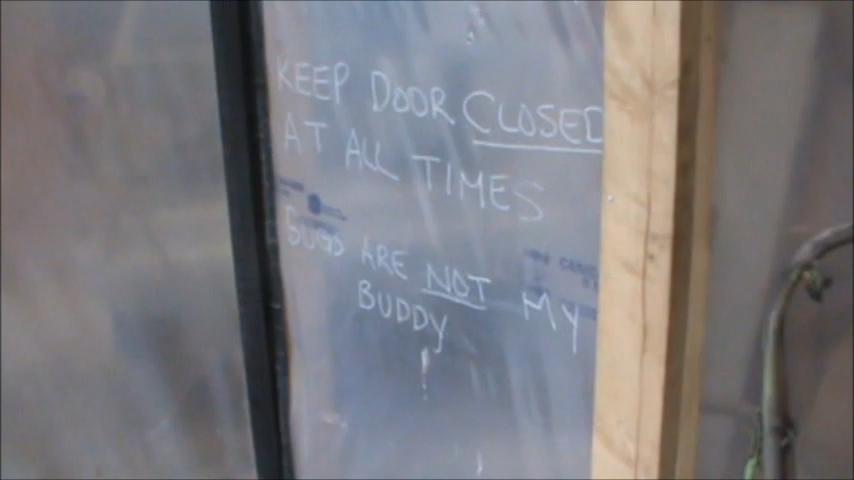 KEEP DOOR CLOSED
AT ALL TIMES
BUGS ARE NOT MY
BUDDY
!